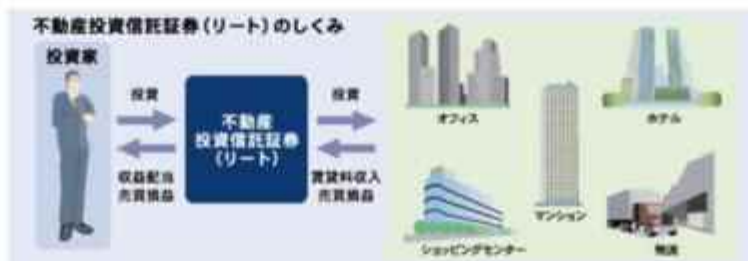 不動産投資信託証券(リート)のしくみ
投資家
投資
収益配当
売買損益
不動産
投資信託証券
(リート)
投資
賃貸料収入
売買損益
オフィス
ホテル
マンション
ショッピングセンター
物流